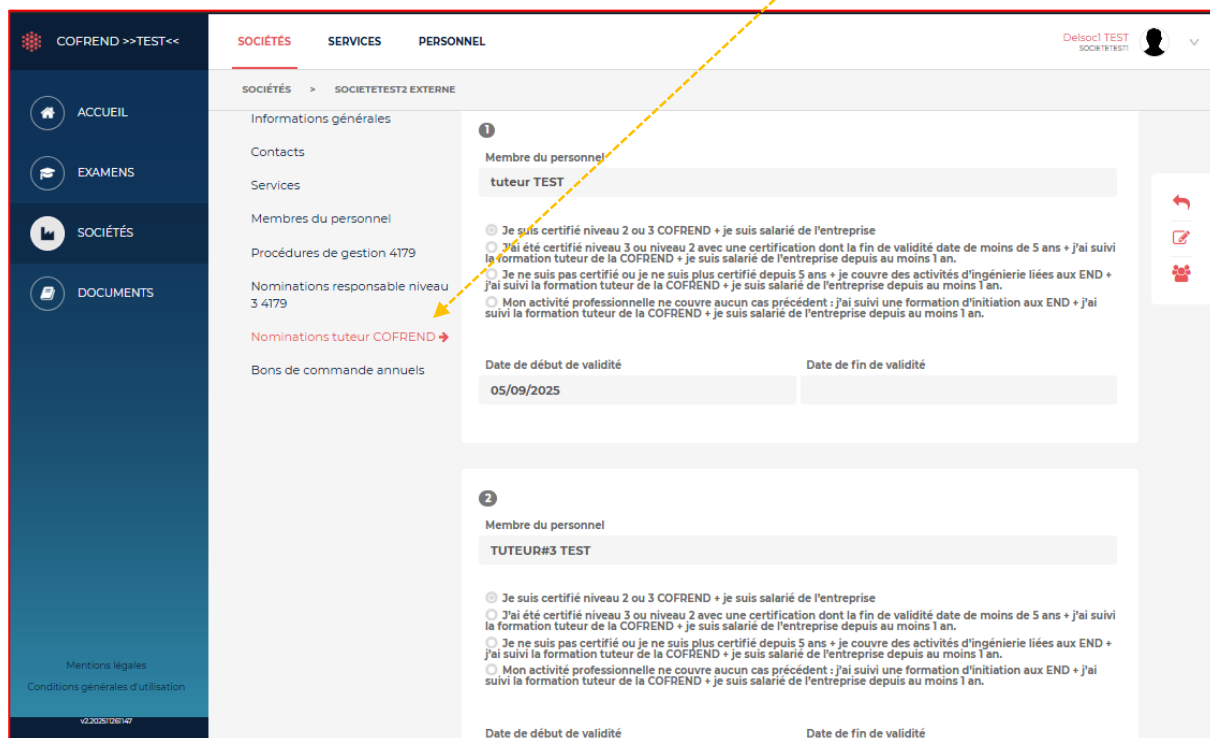 COFREND >>TEST<<
SOCIÉTÉS
SERVICES
PERSONNEL
Delsoc1 TEST
SOCIETETEST1
ACCUEIL
EXAMENS
SOCIÉTÉS
DOCUMENTS
Mentions légales
Conditions générales d'utilisation
v2.202511261147
SOCIÉTÉS > SOCIETETEST2 EXTERNE
Informations générales
Contacts
Services
Membres du personnel
Procédures de gestion 4179
Nominations responsable niveau
3 4179
Nominations tuteur COFREND
Bons de commande annuels
1
Membre du personnel
tuteur TEST
Je suis certifié niveau 2 ou 3 COFREND + je suis salarié de l'entreprise
J'ai été certifié niveau 3 ou niveau 2 avec une certification dont la fin de validité date de moins de 5 ans + j'ai suivi
la formation tuteur de la COFREND + je suis salarié de l'entreprise depuis au moins 1 an.
Je ne suis pas certifié ou je ne suis plus certifié depuis 5 ans + je couvre des activités d'ingénierie liées aux END +
j'ai suivi la formation tuteur de la COFREND + je suis salarié de l'entreprise depuis au moins 1 an.
Mon activité professionnelle ne couvre aucun cas précédent : j'ai suivi une formation d'initiation aux END + j'ai
suivi la formation tuteur de la COFREND + je suis salarié de l'entreprise depuis au moins 1 an.
Date de début de validité
Date de fin de validité
05/09/2025
2
Membre du personnel
TUTEUR#3 TEST
Je suis certifié niveau 2 ou 3 COFREND + je suis salarié de l'entreprise
J'ai été certifié niveau 3 ou niveau 2 avec une certification dont la fin de validité date de moins de 5 ans + j'ai suivi
la formation tuteur de la COFREND + je suis salarié de l'entreprise depuis au moins 1 an.
Je ne suis pas certifié ou je ne suis plus certifié depuis 5 ans + je couvre des activités d'ingénierie liées aux END +
j'ai suivi la formation tuteur de la COFREND + je suis salarié de l'entreprise depuis au moins 1 an.
Mon activité professionnelle ne couvre aucun cas précédent : j'ai suivi une formation d'initiation aux END + j'ai
suivi la formation tuteur de la COFREND + je suis salarié de l'entreprise depuis au moins 1 an.
Date de début de validité
Date de fin de validité